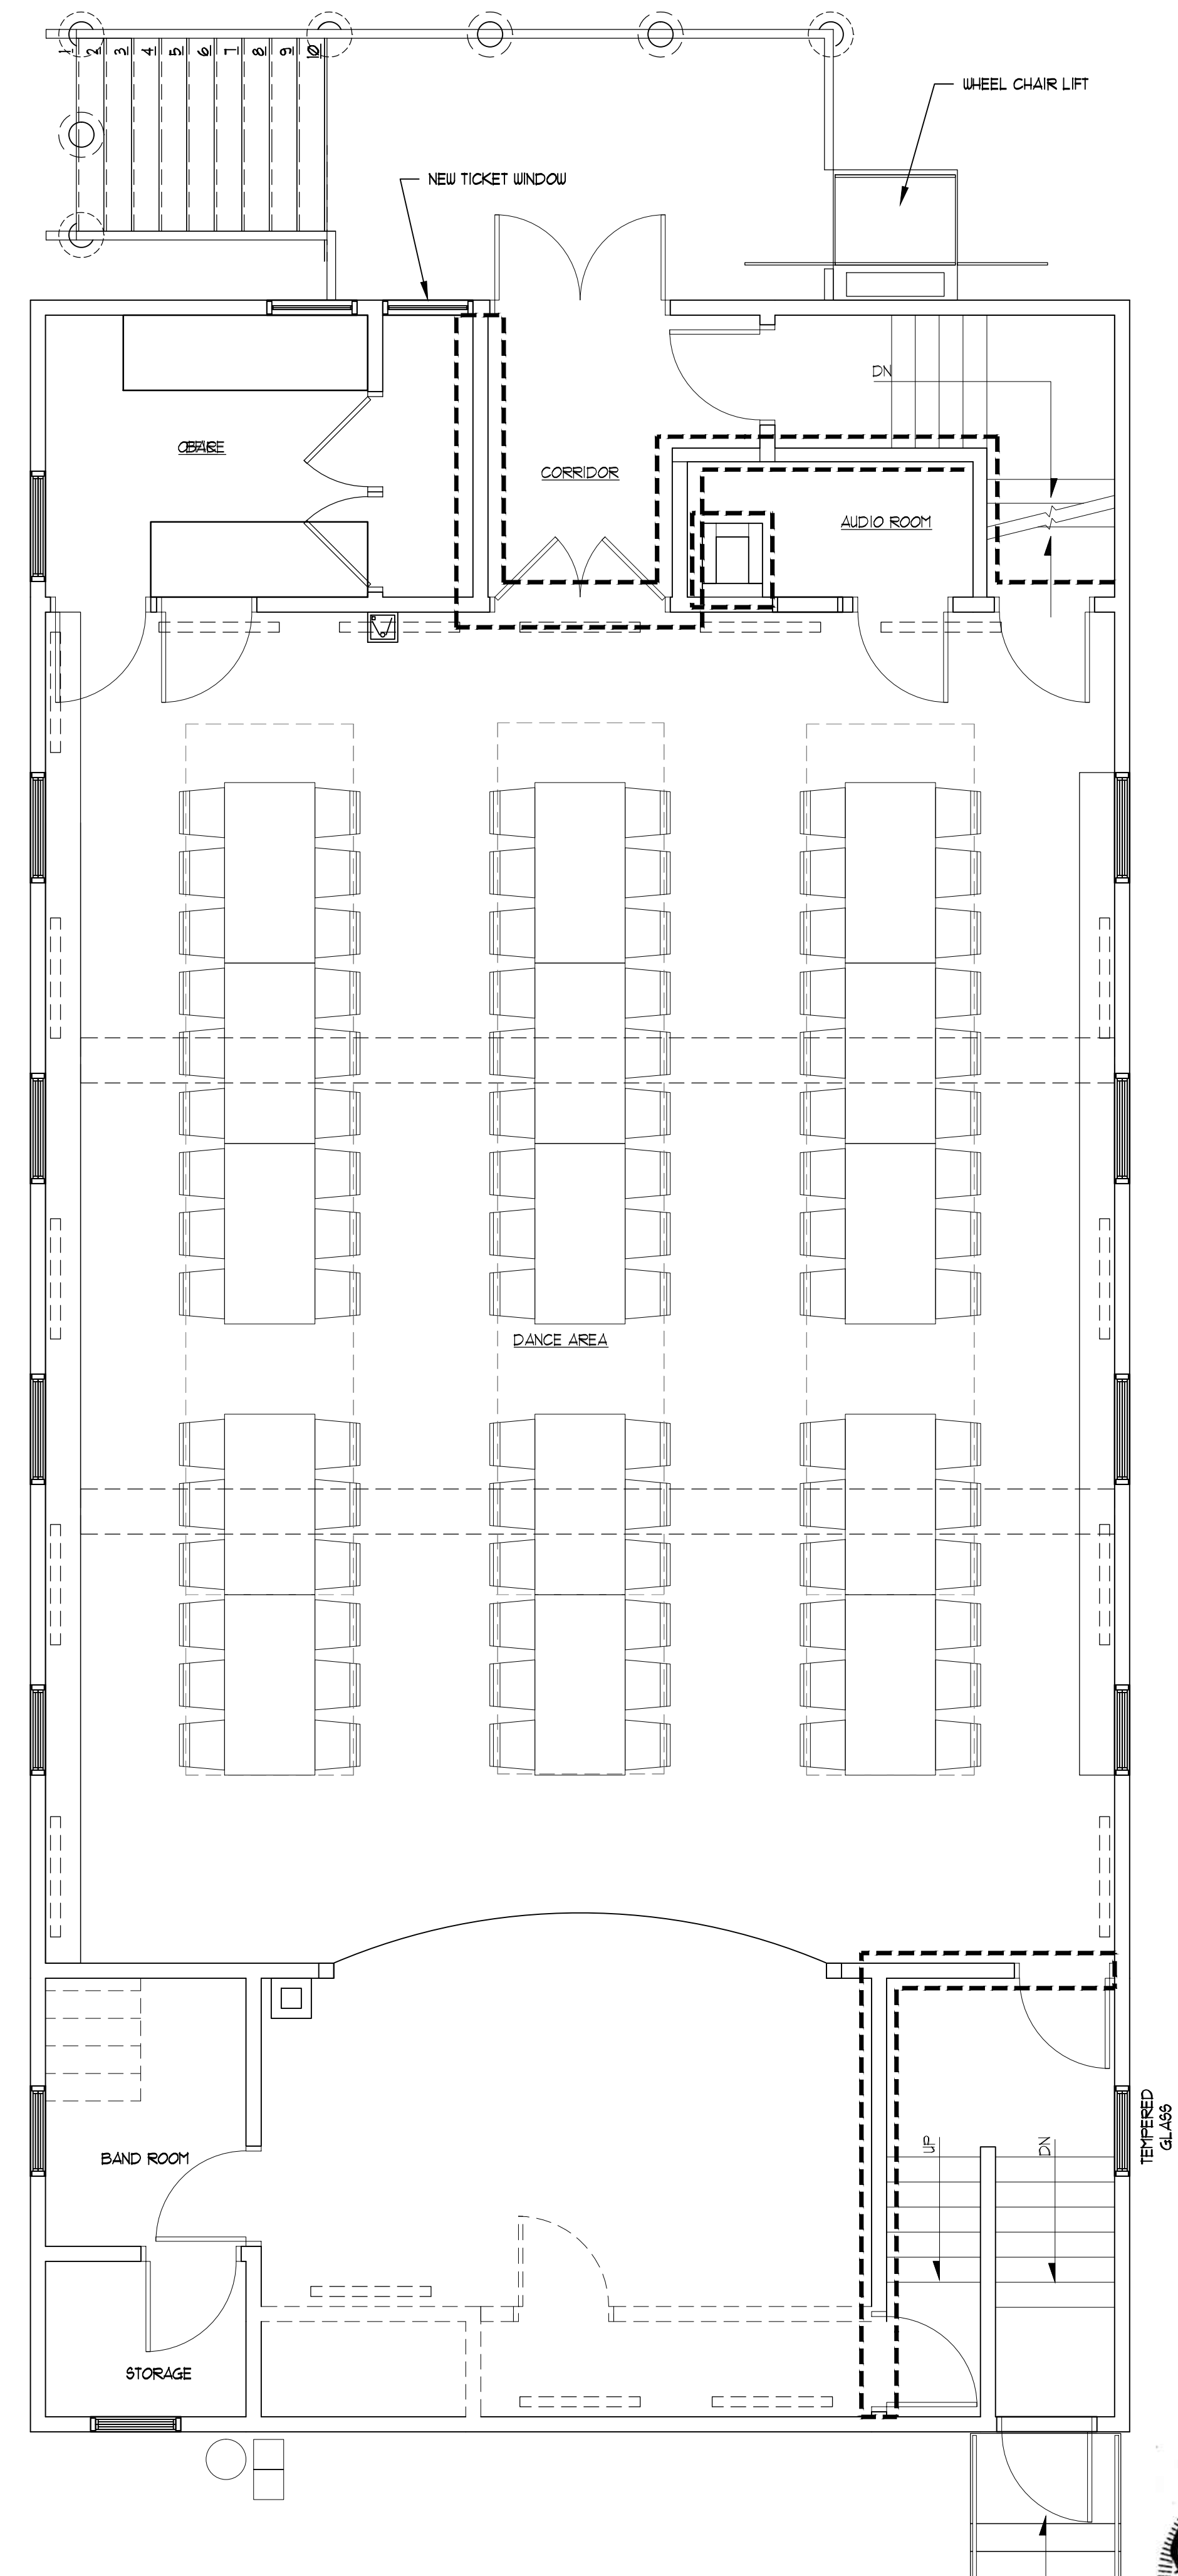 1 2 3 4 5 6 7 8 9 10
WHEEL CHAIR LIFT
NEW TICKET WINDOW
DN
CORRIDOR
AUDIO ROOM
DANCE AREA
TEMPERED
GLASS
UP
DN
BAND ROOM
STORAGE